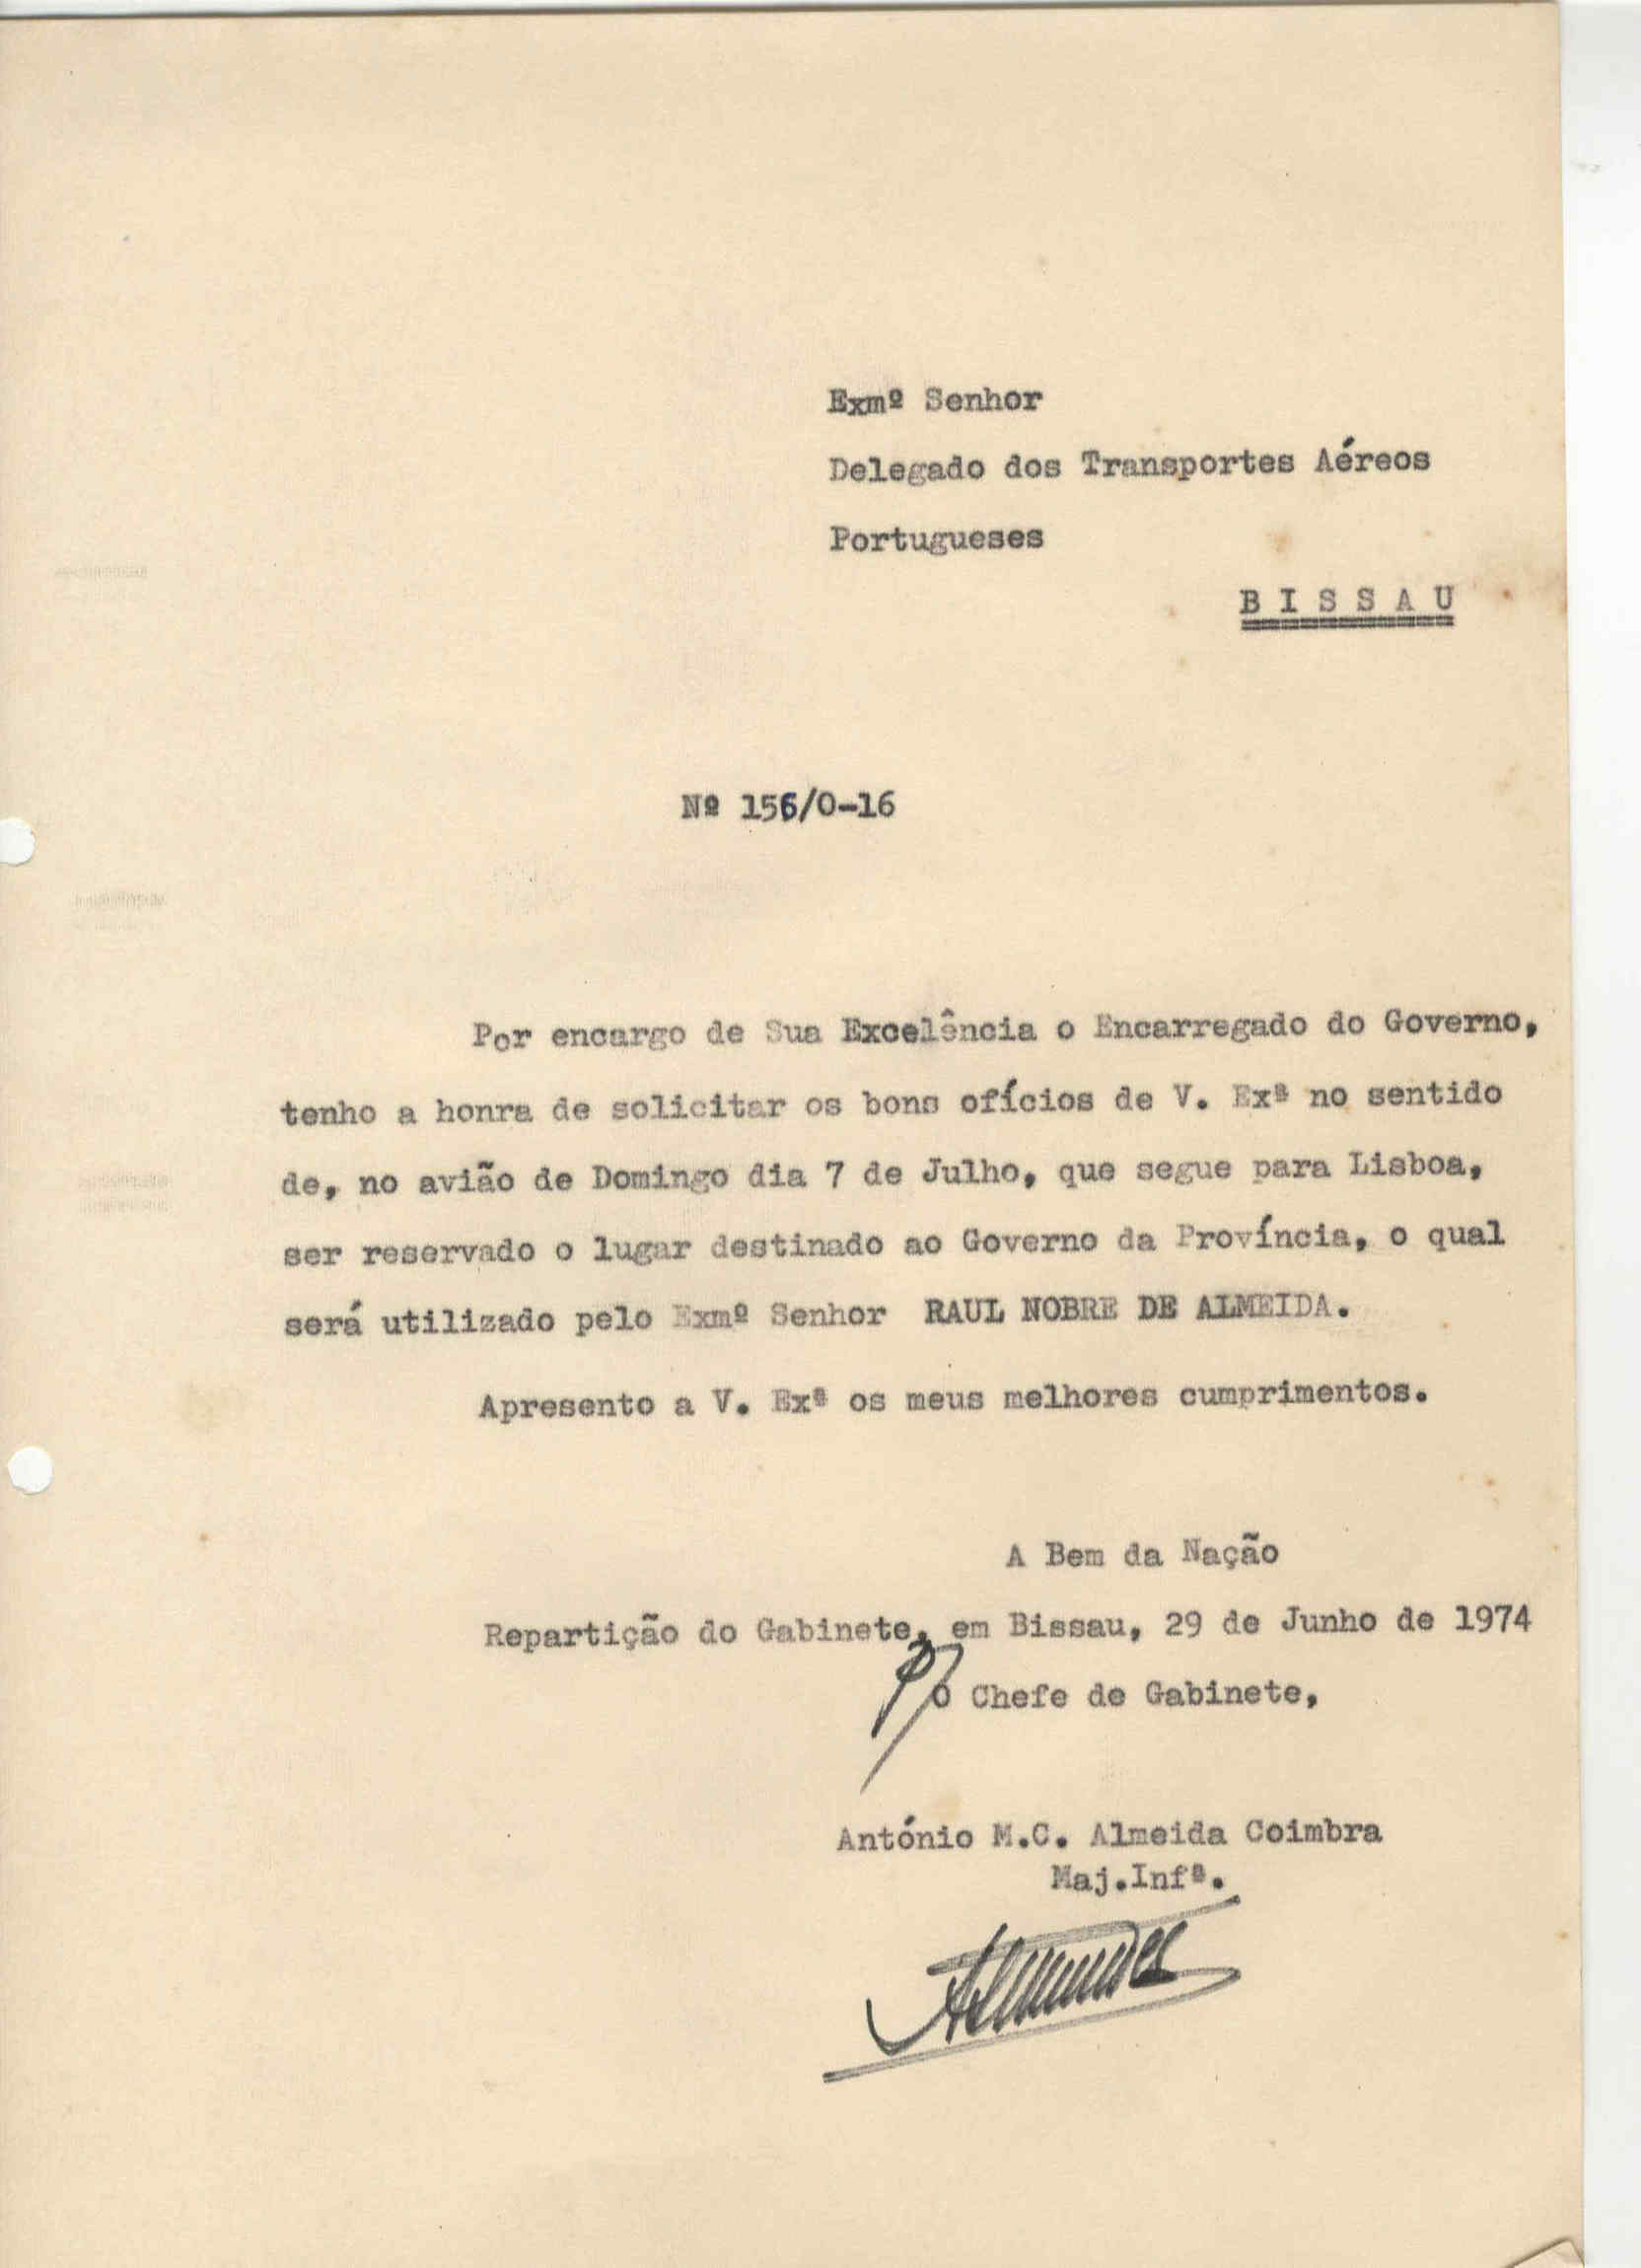 Exmº Senhor
Delegado dos Transportes Aéreos
Portugueses
B I S S A U
Nº 156/0-16
Por encargo de Sua Excelência o Encarregado do Governo,
tenho a honra de solicitar os bons ofícios de V. Exª no sentido
de, no avião de Domingo dia 7 de Julho, que segue para Lisboa,
ser reservado o lugar destinado ao Governo da Província, o qual
será utilizado pelo Exmº Senhor RAUL NOBRE DE ALMEIDA.
Apresento a V. Exª os meus melhores cumprimentos.
A Bem da Nação
Repartição do Gabinete, em Bissau, 29 de Junho de 1974
P/O Chefe de Gabinete,
António M.C. Almeida Coimbra
Maj.Infª.